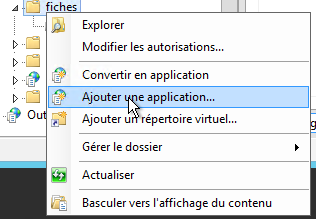 fiches
Explorer
Modifier les autorisations...
Convertir en application
Ajouter une application...
Ajouter un répertoire virtuel...
Gérer le dossier
Actualiser
Basculer vers l'affichage du contenu
Out